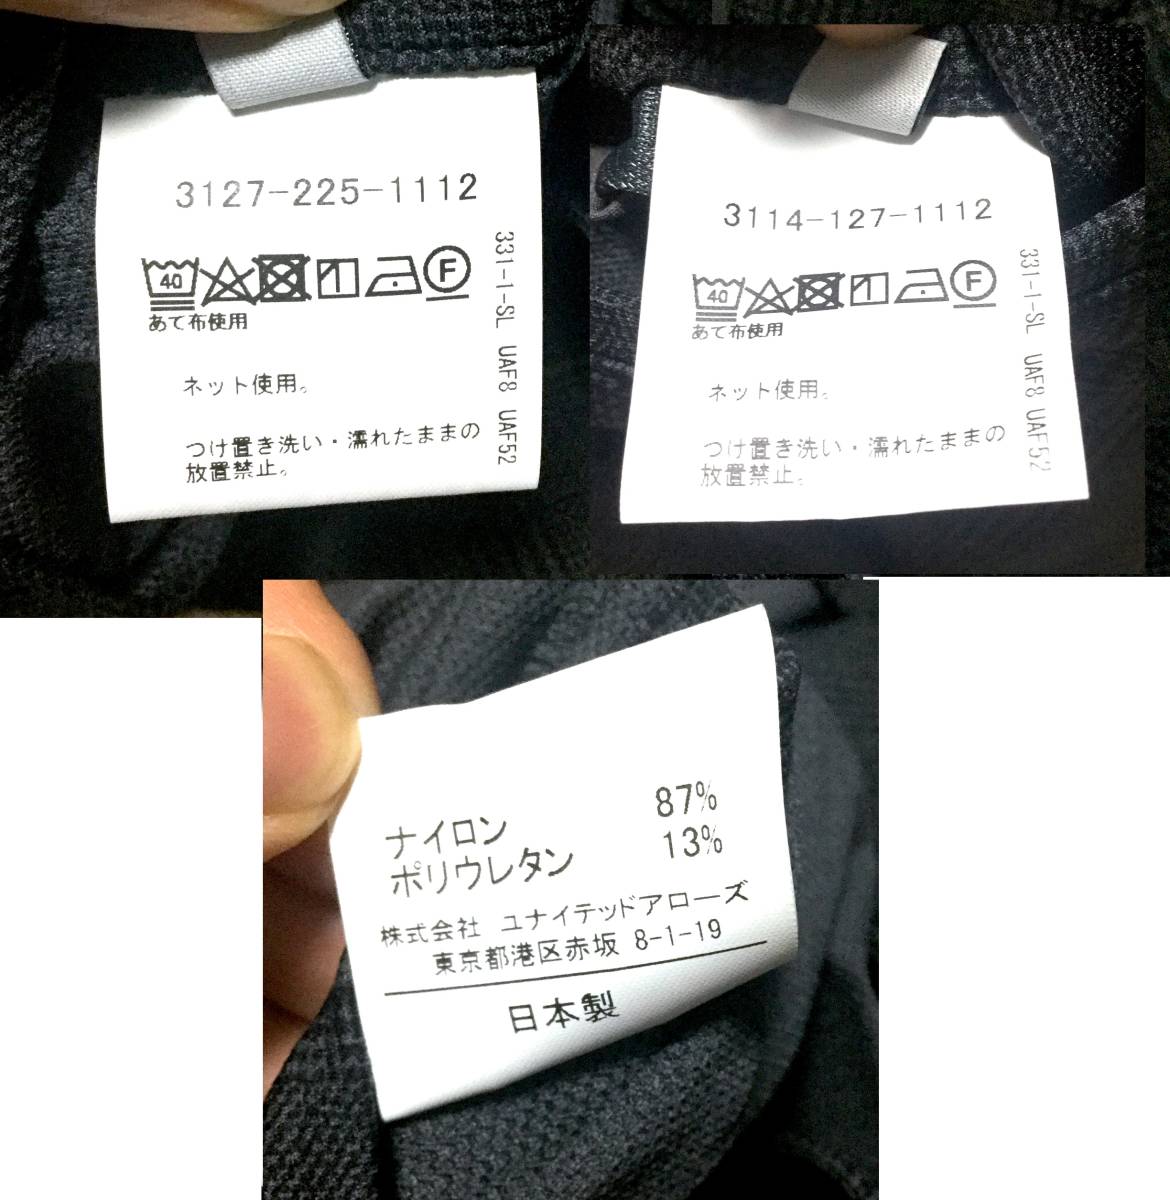 3127-225-1112
40
F
あて布使用
ネット使用。
つけ置き洗い・濡れたままの
放置禁止。
331-1-SL UAF8 UAF52
3114-127-1112
40
F
あて布使用
ネット使用。
つけ置き洗い・濡れたままの
放置禁止。
331-1-SL UAF8 UAF52
ナイロン 87%
ポリウレタン 13%
株式会社 ユナイテッドアローズ
東京都港区赤坂 8-1-19
日本製